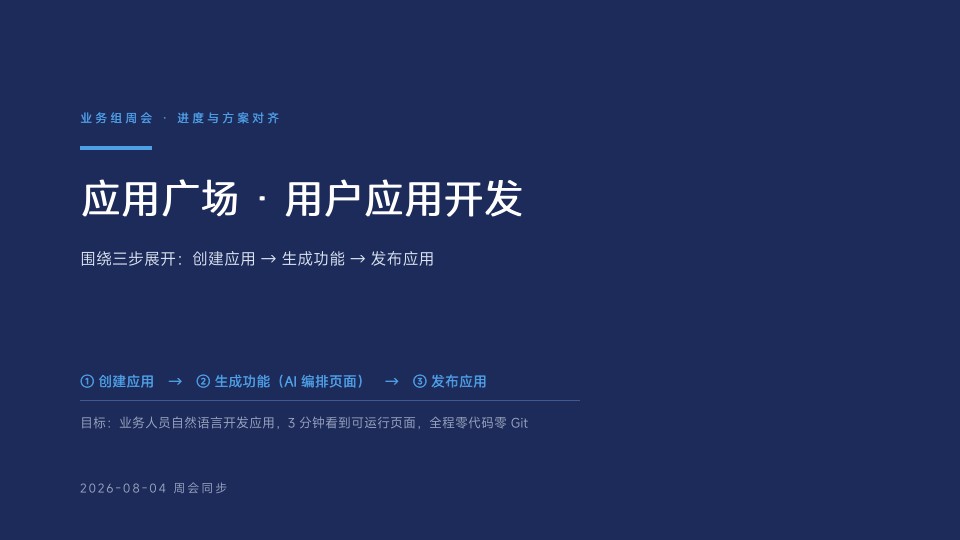 业务组周会 · 进度与方案对齐
应用广场 · 用户应用开发
围绕三步展开：创建应用 → 生成功能 → 发布应用
① 创建应用 → ② 生成功能（AI 编排页面） → ③ 发布应用
目标：业务人员自然语言开发应用，3 分钟看到可运行页面，全程零代码零 Git
2026-08-04 周会同步